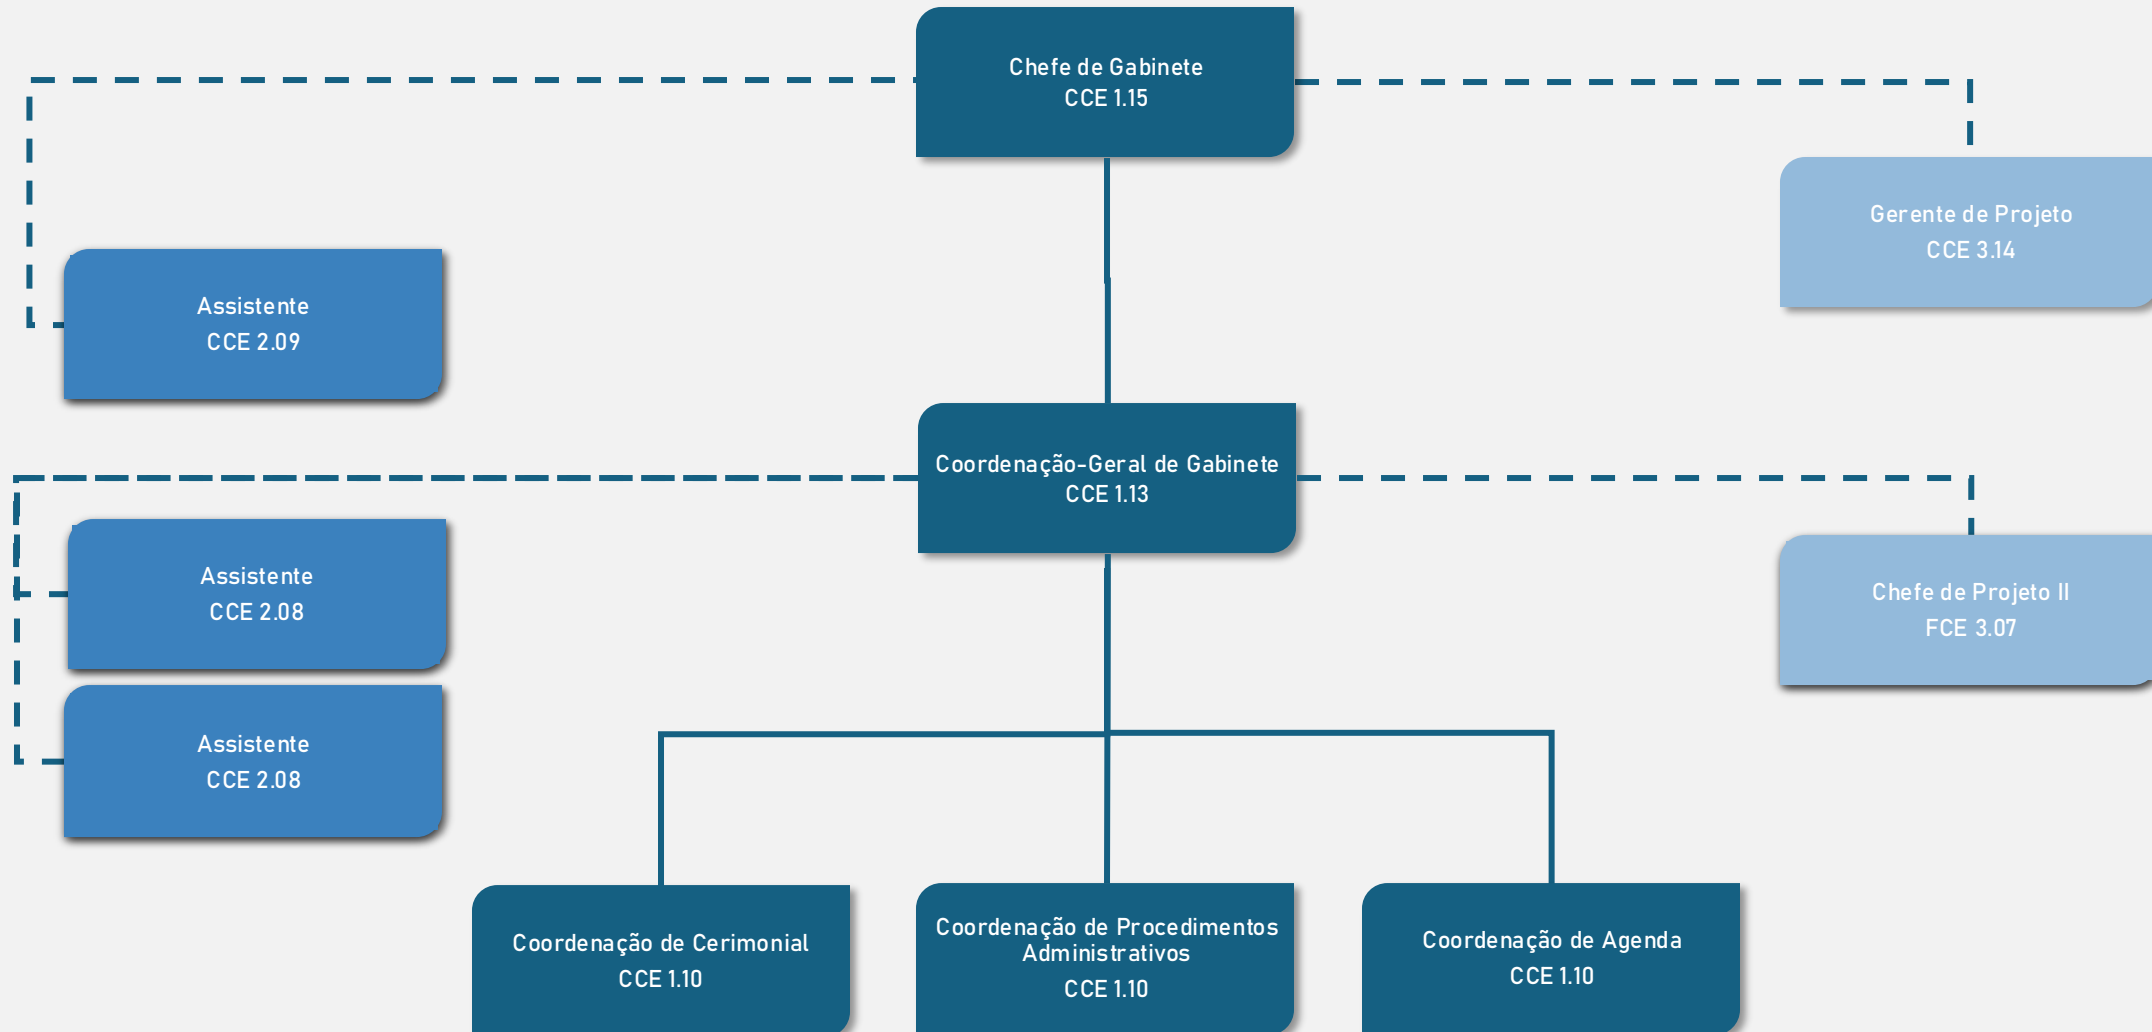 Chefe de Gabinete
CCE 1.15
Gerente de Projeto
CCE 3.14
Assistente
CCE 2.09
Coordenação-Geral de Gabinete
CCE 1.13
Assistente
CCE 2.08
Chefe de Projeto II
FCE 3.07
Assistente
CCE 2.08
Coordenação de Cerimonial
CCE 1.10
Coordenação de Procedimentos
Administrativos
CCE 1.10
Coordenação de Agenda
CCE 1.10